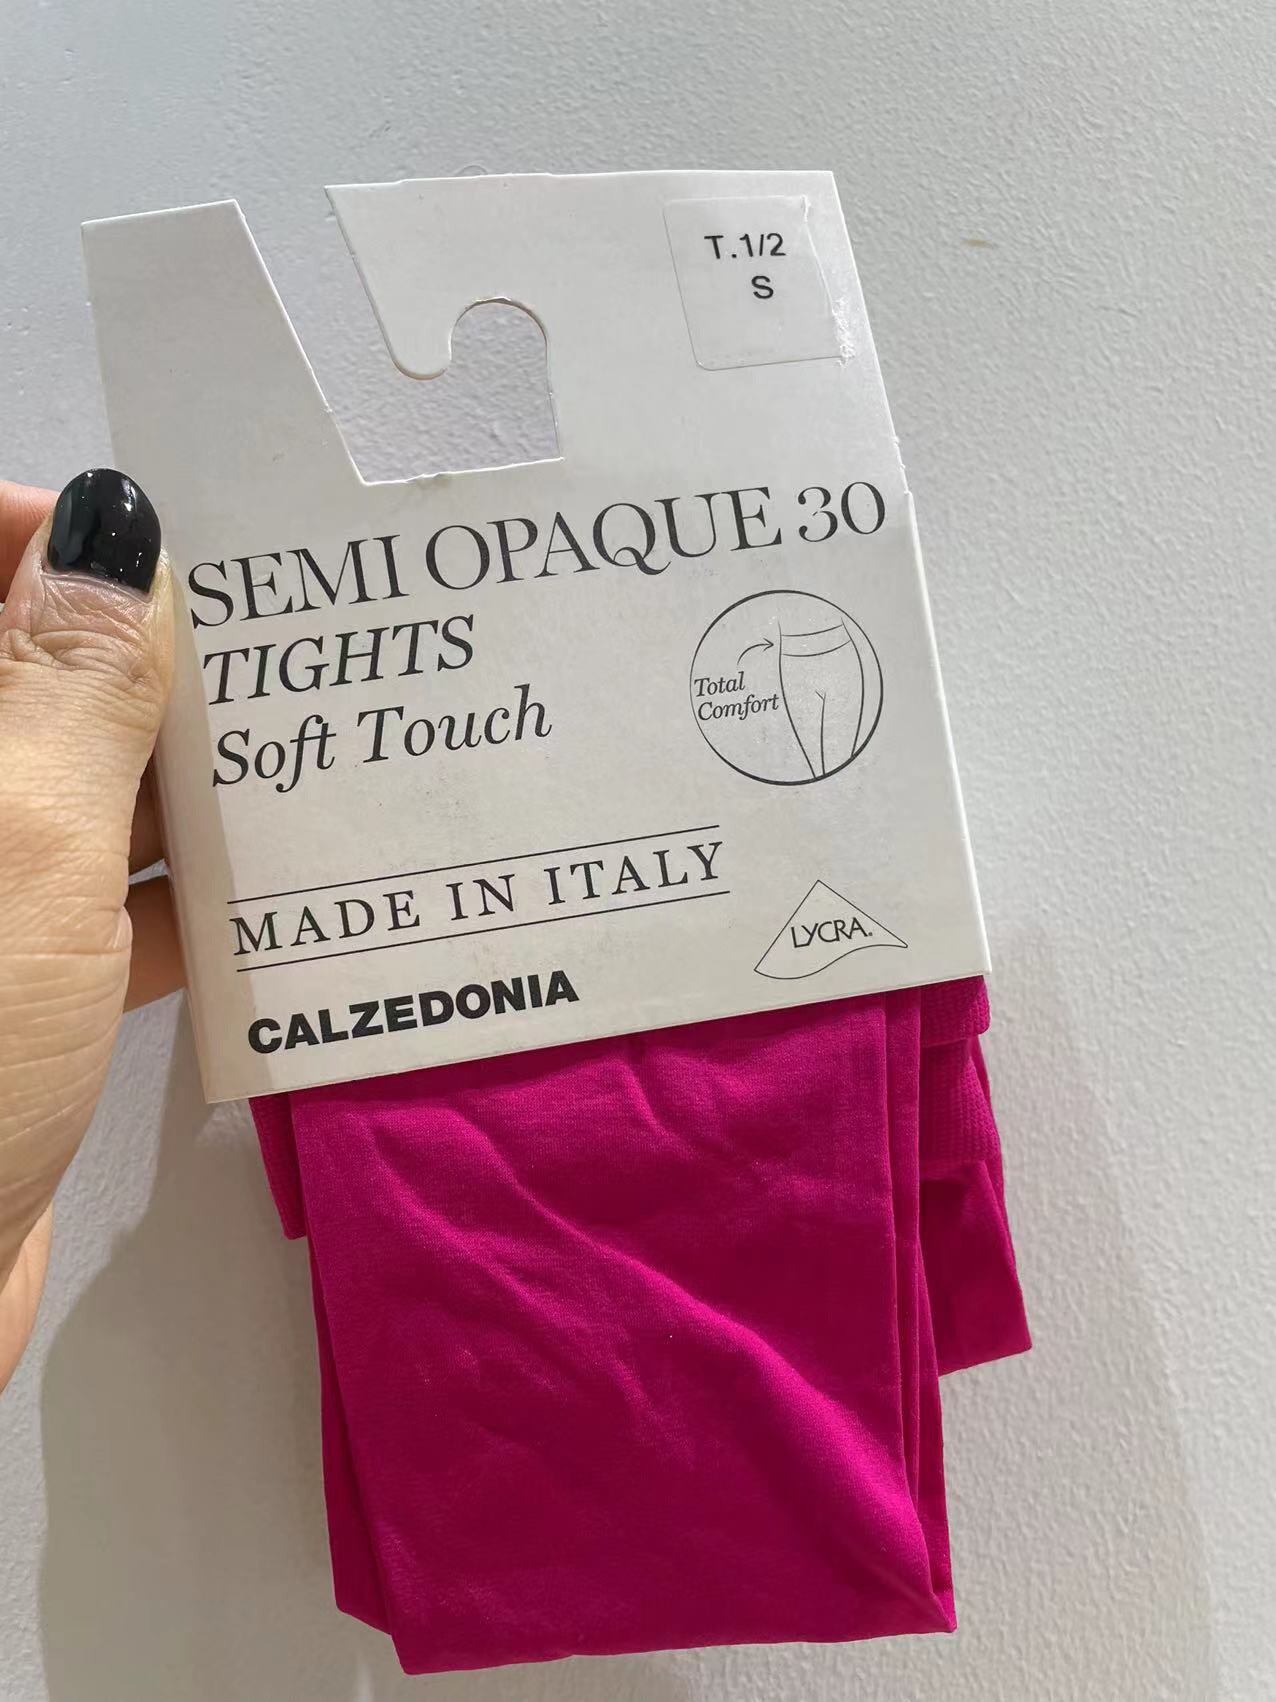 T.1/2
S
SEMI OPAQUE 30
TIGHTS
Soft Touch
Total
Comfort
MADE IN ITALY
LYCRA®
CALZEDONIA